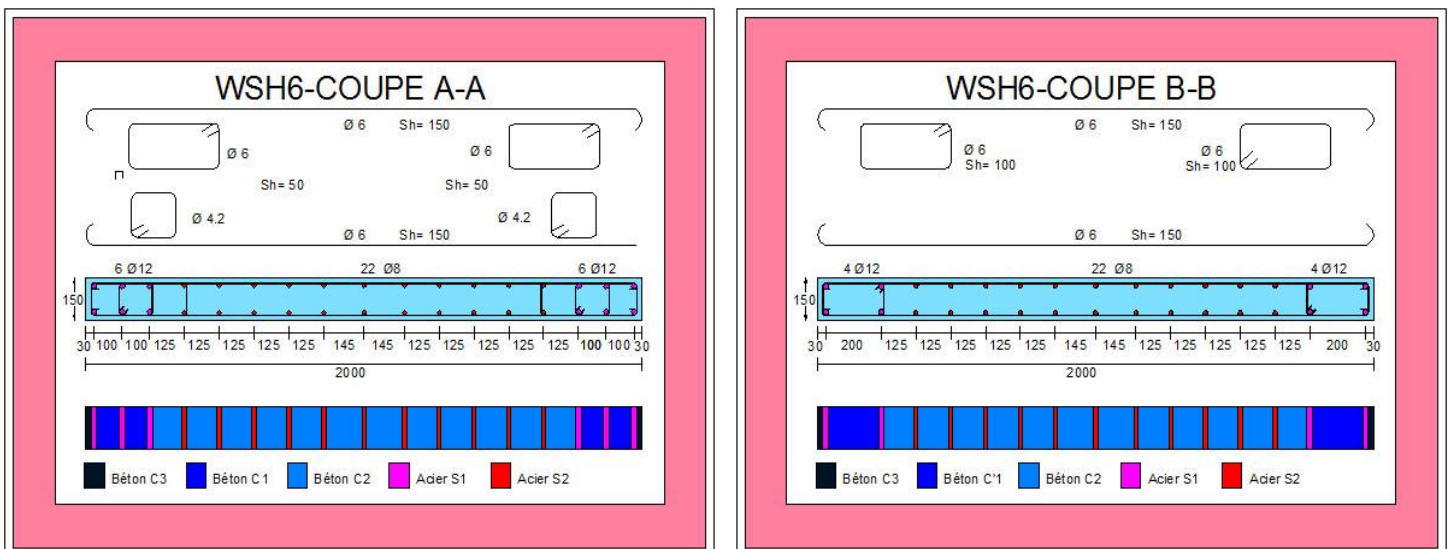 WSH6-COUPE A-A
Ø 6 Sh= 150
Ø 6 Ø 6
Sh= 50 Sh= 50
Ø 4.2 Ø 4.2
Ø 6 Sh= 150
6 Ø12 22 Ø8 6 Ø12
150
30 100 100 125 125 125 125 125 145 145 125 125 125 125 125 100 100 30
2000
Béton C3 Béton C1 Béton C2 Acier S1 Acier S2
WSH6-COUPE B-B
Ø 6 Sh= 150
Ø 6 Ø 6
Sh= 100 Sh= 100
Ø 6 Sh= 150
4 Ø12 22 Ø8 4 Ø12
150
30 200 125 125 125 125 125 145 145 125 125 125 125 125 200 30
2000
Béton C3 Béton C'1 Béton C2 Acier S1 Acier S2